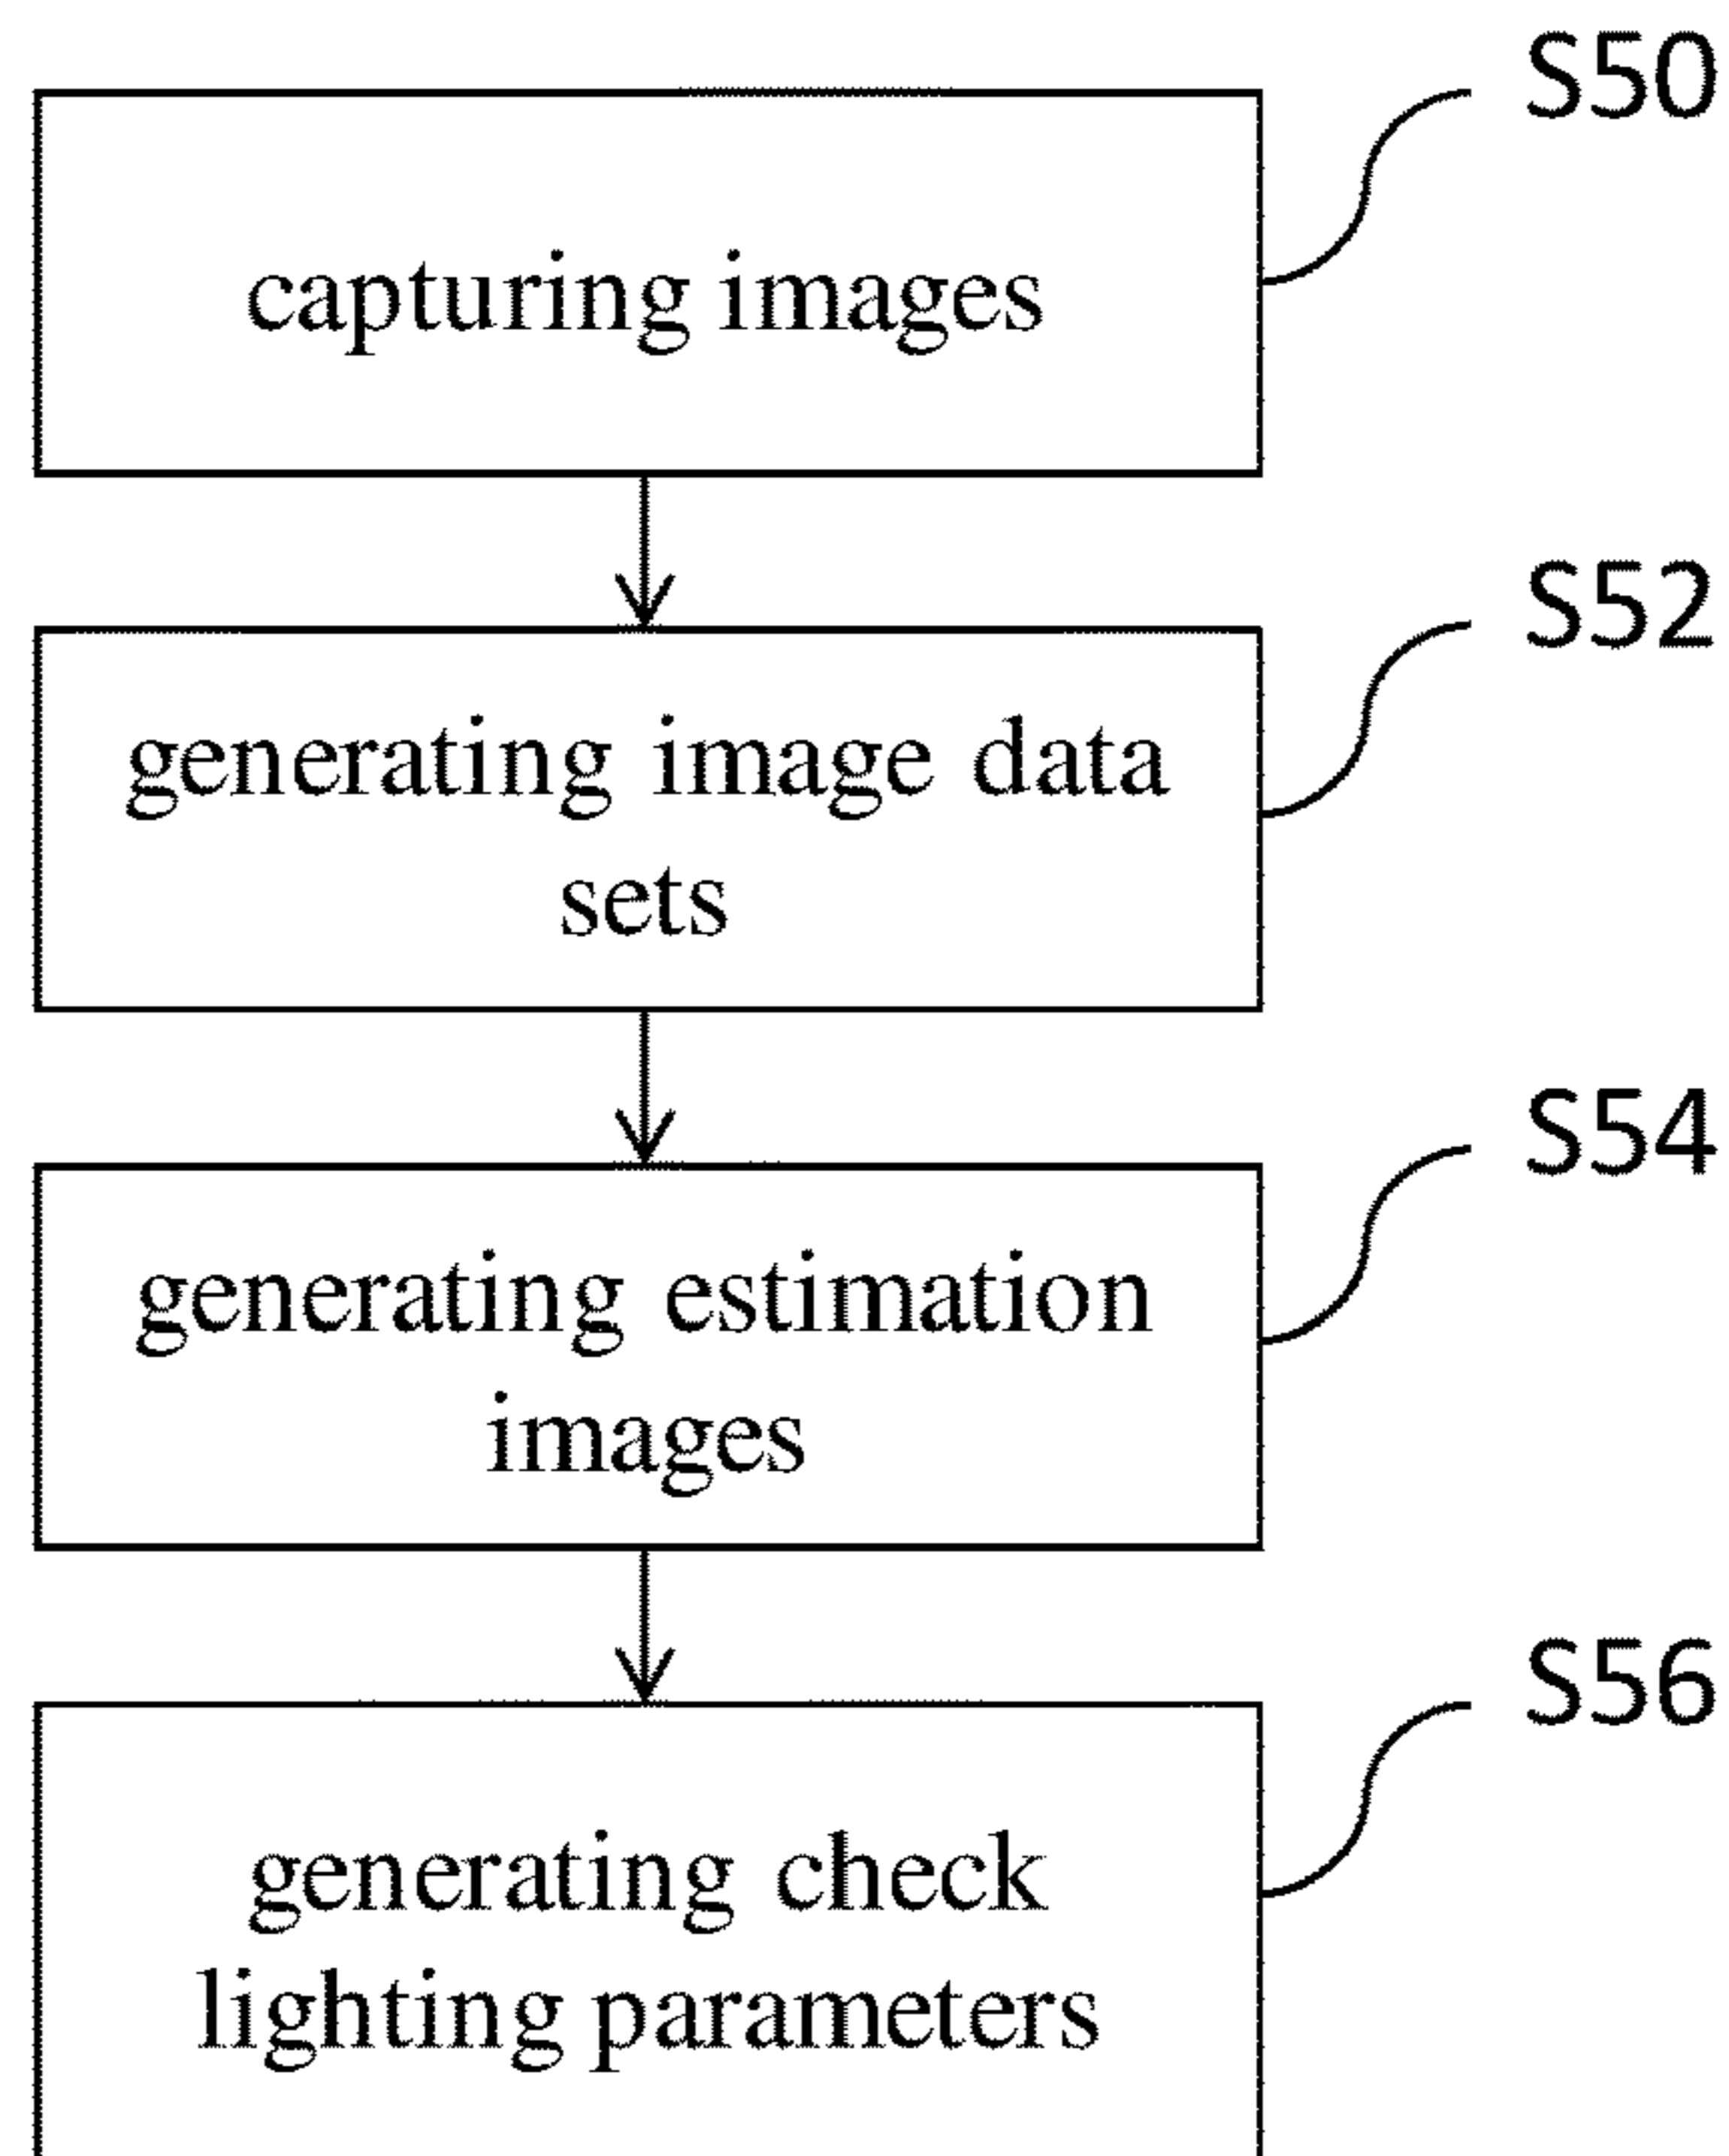 S50
capturing images
S52
generating image data
sets
S54
generating estimation
images
S56
generating check
lighting parameters